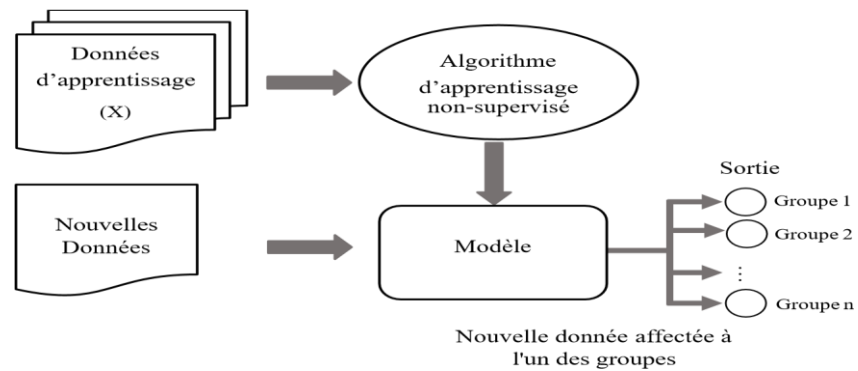 Données
d'apprentissage
(X)
Algorithme
d'apprentissage
non-supervisé
Sortie
Nouvelles
Données
Modèle
Groupe 1
Groupe 2
⋮
Groupe n
Nouvelle donnée affectée à
l'un des groupes